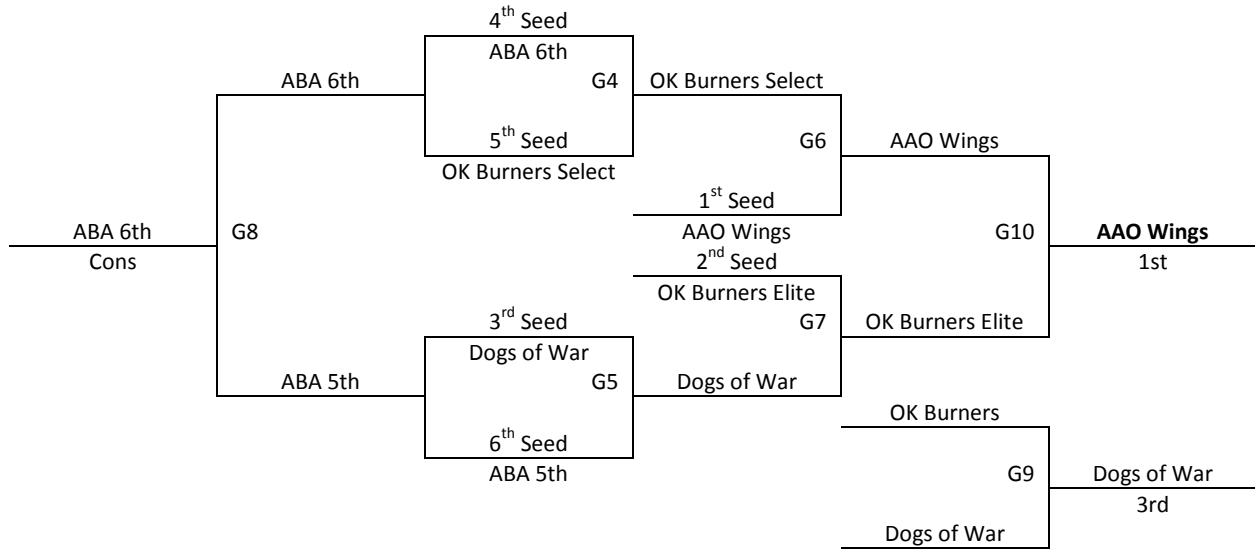 4th Seed
ABA 6th
ABA 6th
G4
OK Burners Select
5th Seed
OK Burners Select
G6
AAO Wings
1st Seed
AAO Wings
ABA 6th
Cons
G8
G10
AAO Wings
1st
2nd Seed
OK Burners Elite
G7
OK Burners Elite
3rd Seed
Dogs of War
ABA 5th
G5
Dogs of War
6th Seed
ABA 5th
OK Burners
G9
Dogs of War
3rd
Dogs of War